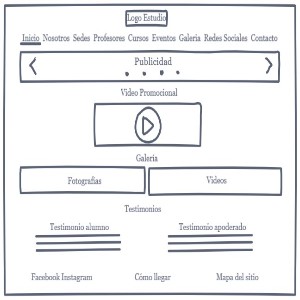 Logo Estudio
Inicio Nosotros Sedes Profesores Cursos Eventos Galeria Redes Sociales Contacto
Publicidad
Video Promocional
Galería
Fotografías Videos
Testimonios
Testimonio alumno Testimonio apoderado
Facebook Instagram Cómo llegar Mapa del sitio